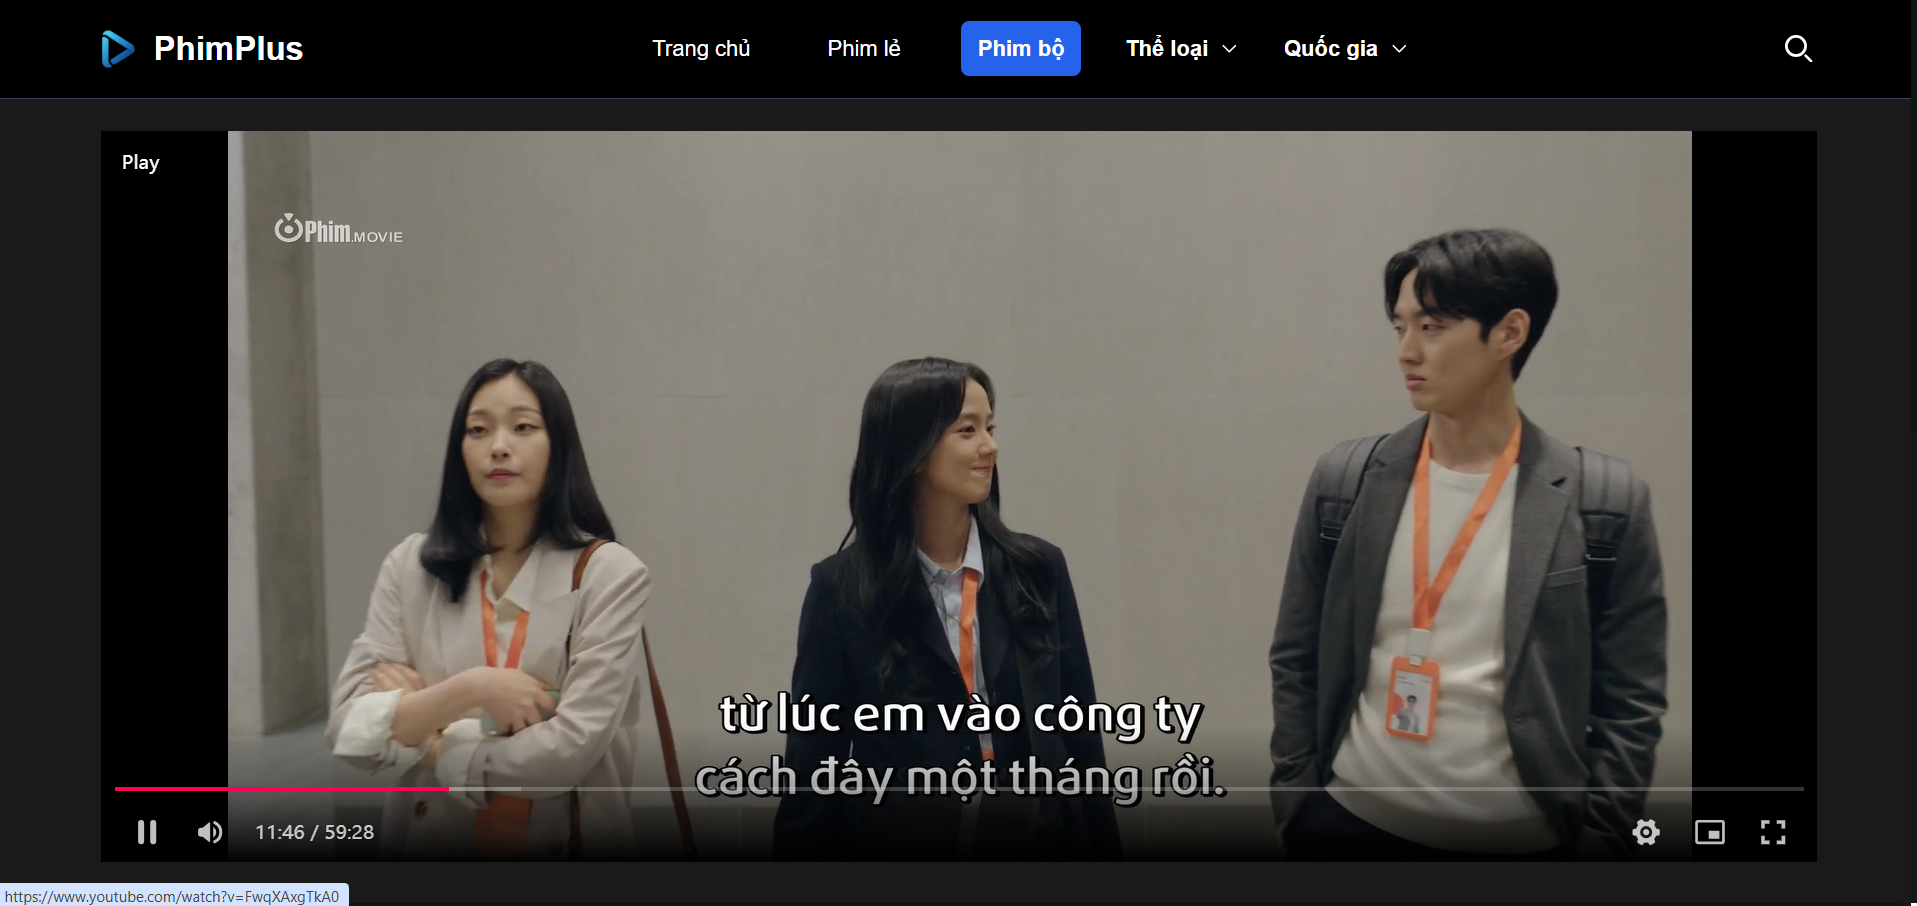 PhimPlus
Trang chủ
Phim lẻ
Phim bộ
Thể loại
Quốc gia
Play
Phim.MOVIE
từ lúc em vào công ty
cách đây một tháng rồi.
11:46 / 59:28
https://www.youtube.com/watch?v=FwqXAxgTkA0